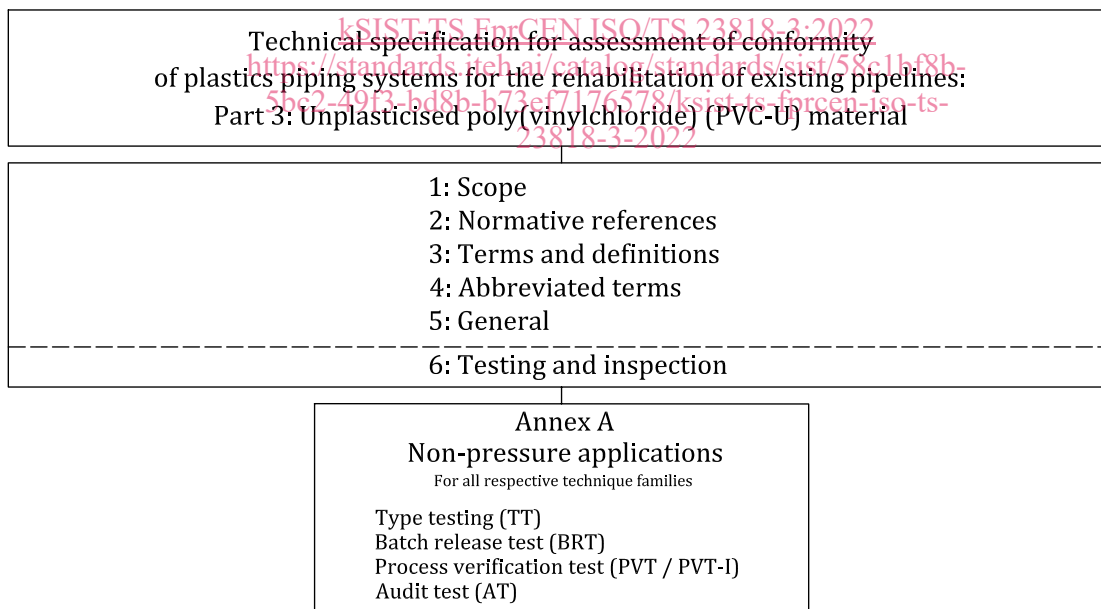 kSIST-TS FprCEN ISO/TS 23818-3:2022
Technical specification for assessment of conformity
https://standards.iteh.ai/catalog/standards/sist/58c1bf8b-
of plastics piping systems for the rehabilitation of existing pipelines:
5bc2-49f3-bd8b-b73ef7176578/ksist-ts-fprcen-iso-ts-
Part 3: Unplasticised poly(vinylchloride) (PVC-U) material
23818-3-2022
1: Scope
2: Normative references
3: Terms and definitions
4: Abbreviated terms
5: General
6: Testing and inspection
Annex A
Non-pressure applications
For all respective technique families
Type testing (TT)
Batch release test (BRT)
Process verification test (PVT / PVT-I)
Audit test (AT)